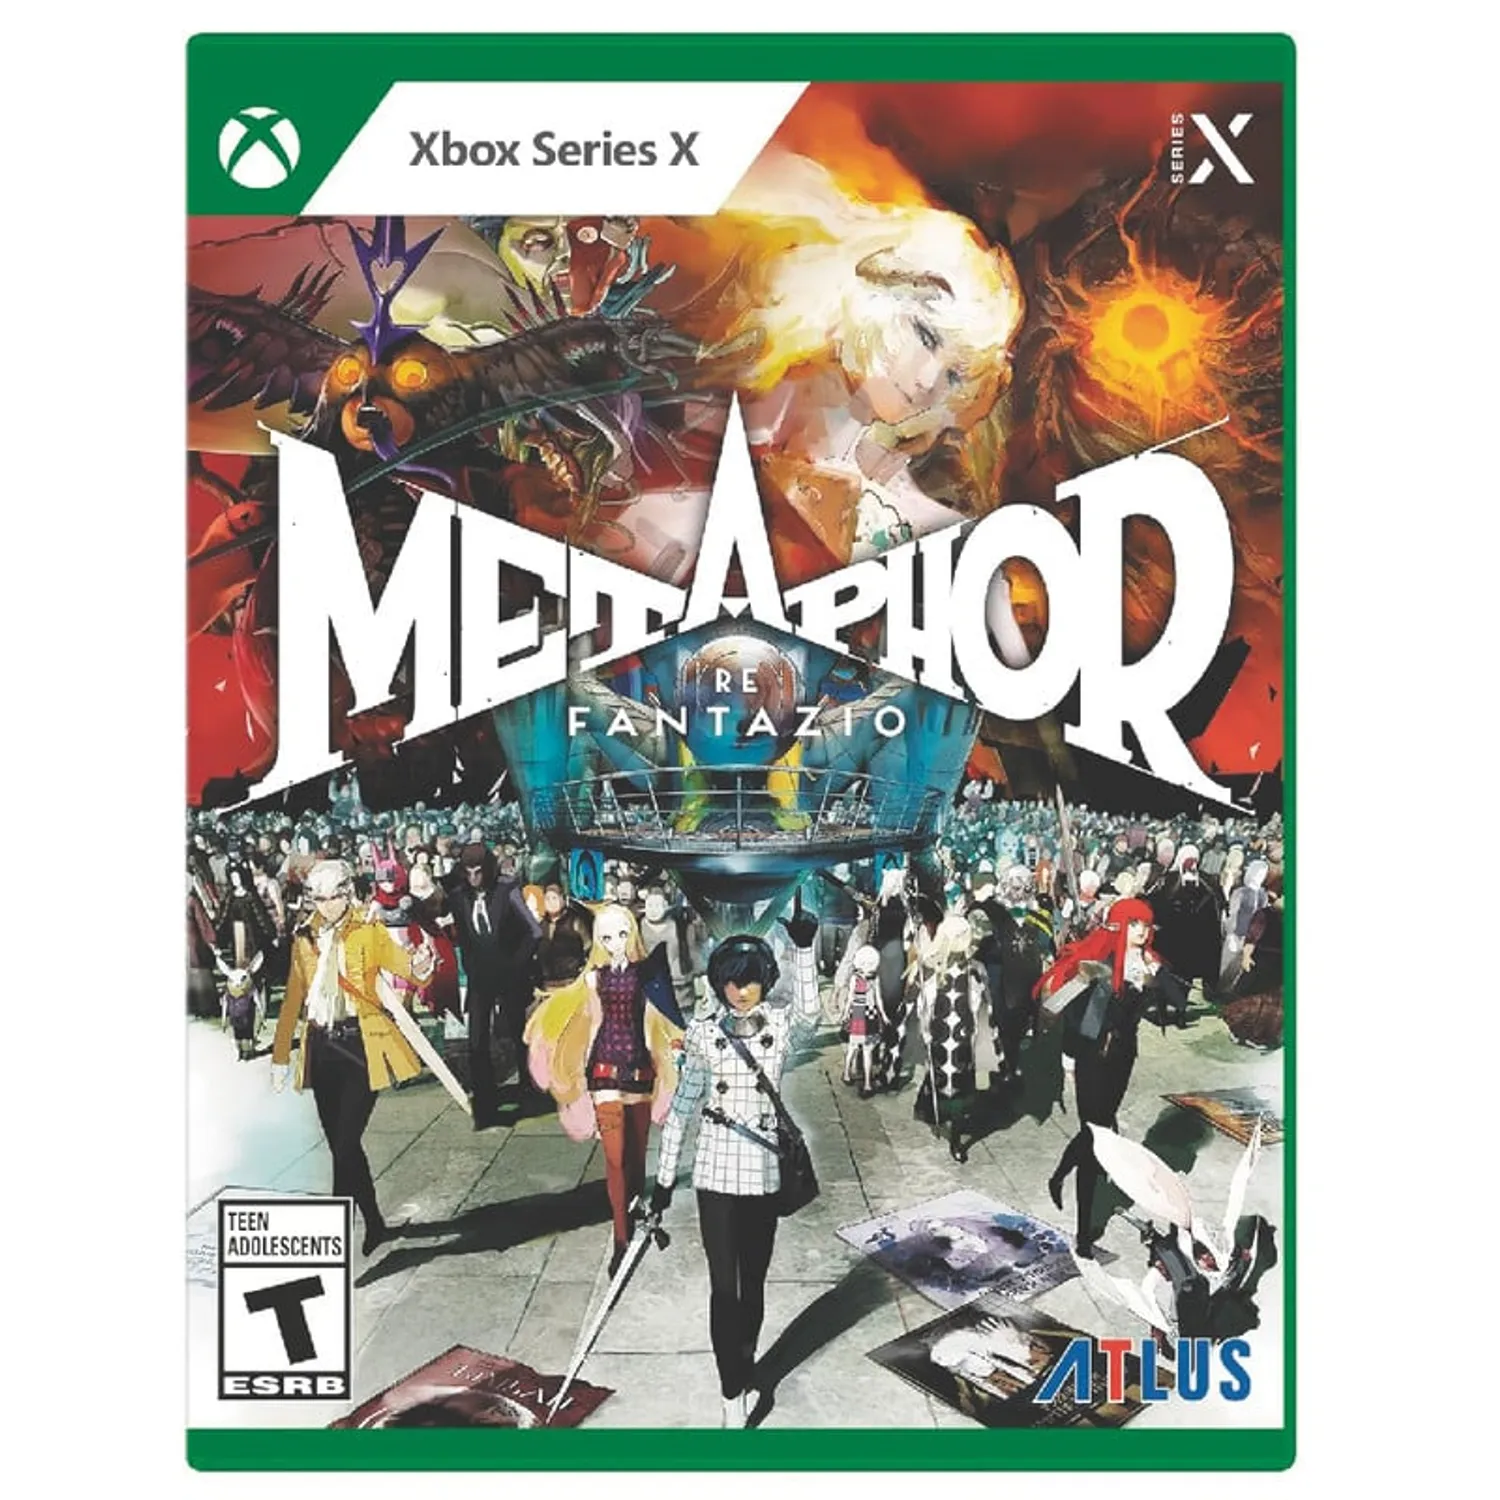 Xbox Series X
SERIES X
METAPHOR
RE
FANTAZIO
TEEN
ADOLESCENTS
T
ESRB
ATLUS